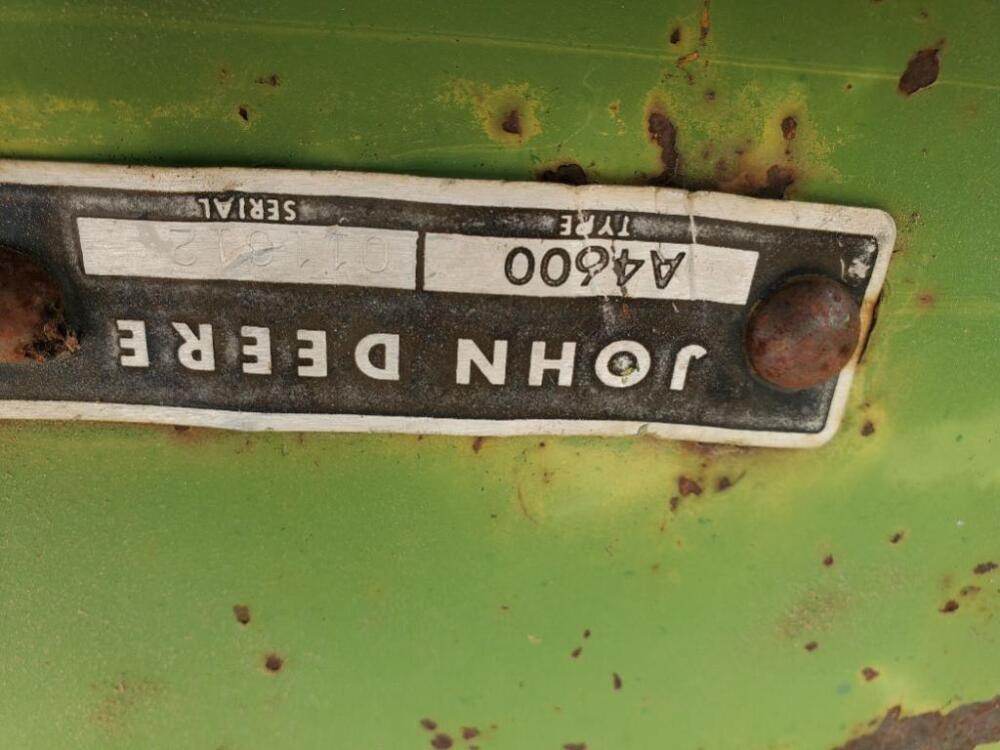 JOHN DEERE
A4600
TYPE SERIAL